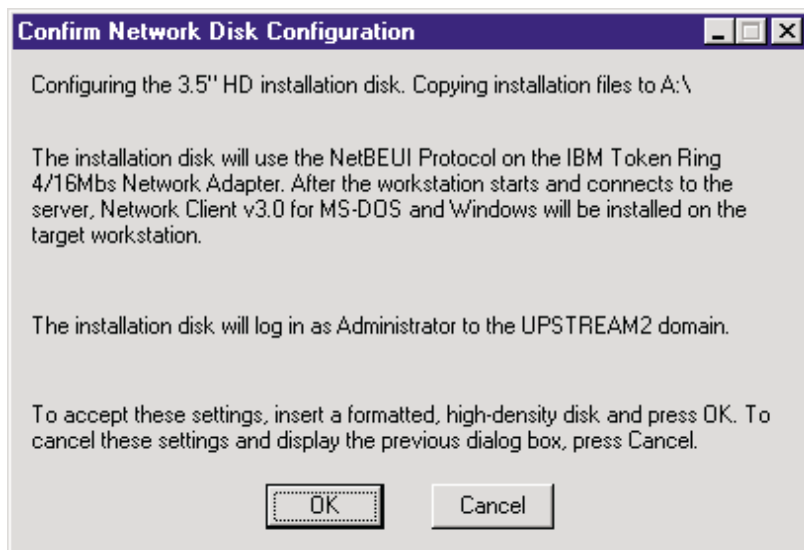 Confirm Network Disk Configuration
Configuring the 3.5" HD installation disk. Copying installation files to A:\
The installation disk will use the NetBEUI Protocol on the IBM Token Ring
4/16Mbs Network Adapter. After the workstation starts and connects to the
server, Network Client v3.0 for MS-DOS and Windows will be installed on the
target workstation.
The installation disk will log in as Administrator to the UPSTREAM2 domain.
To accept these settings, insert a formatted, high-density disk and press OK. To
cancel these settings and display the previous dialog box, press Cancel.
OK Cancel